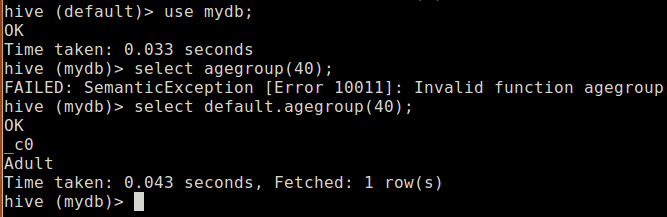 hive (default)> use mydb;
OK
Time taken: 0.033 seconds
hive (mydb)> select agegroup(40);
FAILED: SemanticException [Error 10011]: Invalid function agegroup
hive (mydb)> select default.agegroup(40);
OK
_c0
Adult
Time taken: 0.043 seconds, Fetched: 1 row(s)
hive (mydb)>